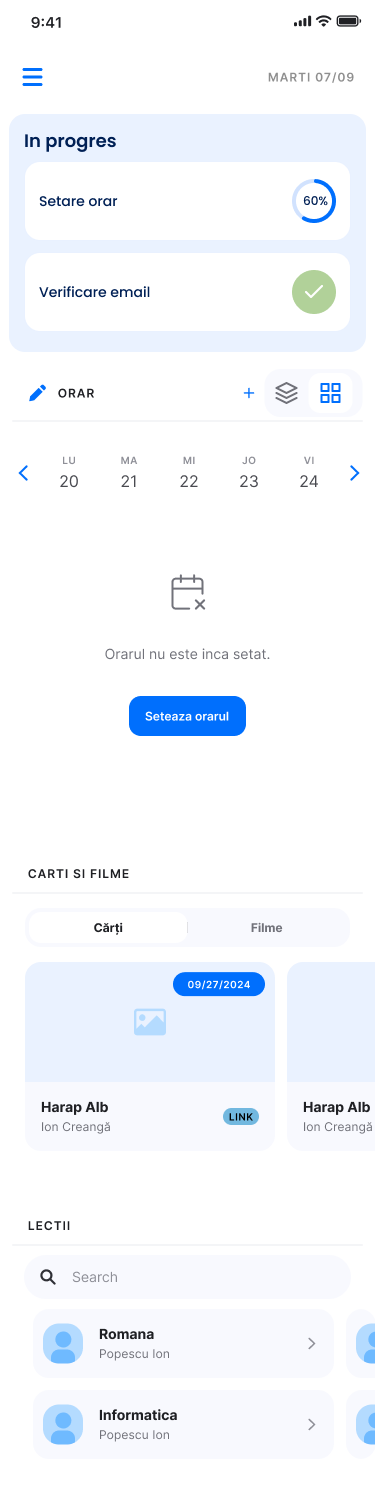 9:41
MARTI 07/09
In progres
Setare orar
60%
Verificare email
ORAR
+
LU MA MI JO VI
20 21 22 23 24
Orarul nu este inca setat.
Seteaza orarul
CARTI SI FILME
Cărți Filme
09/27/2024
Harap Alb
Ion Creangă
LINK
Harap Alb
Ion Creangă
LECTII
Search
Romana
Popescu Ion
Informatica
Popescu Ion